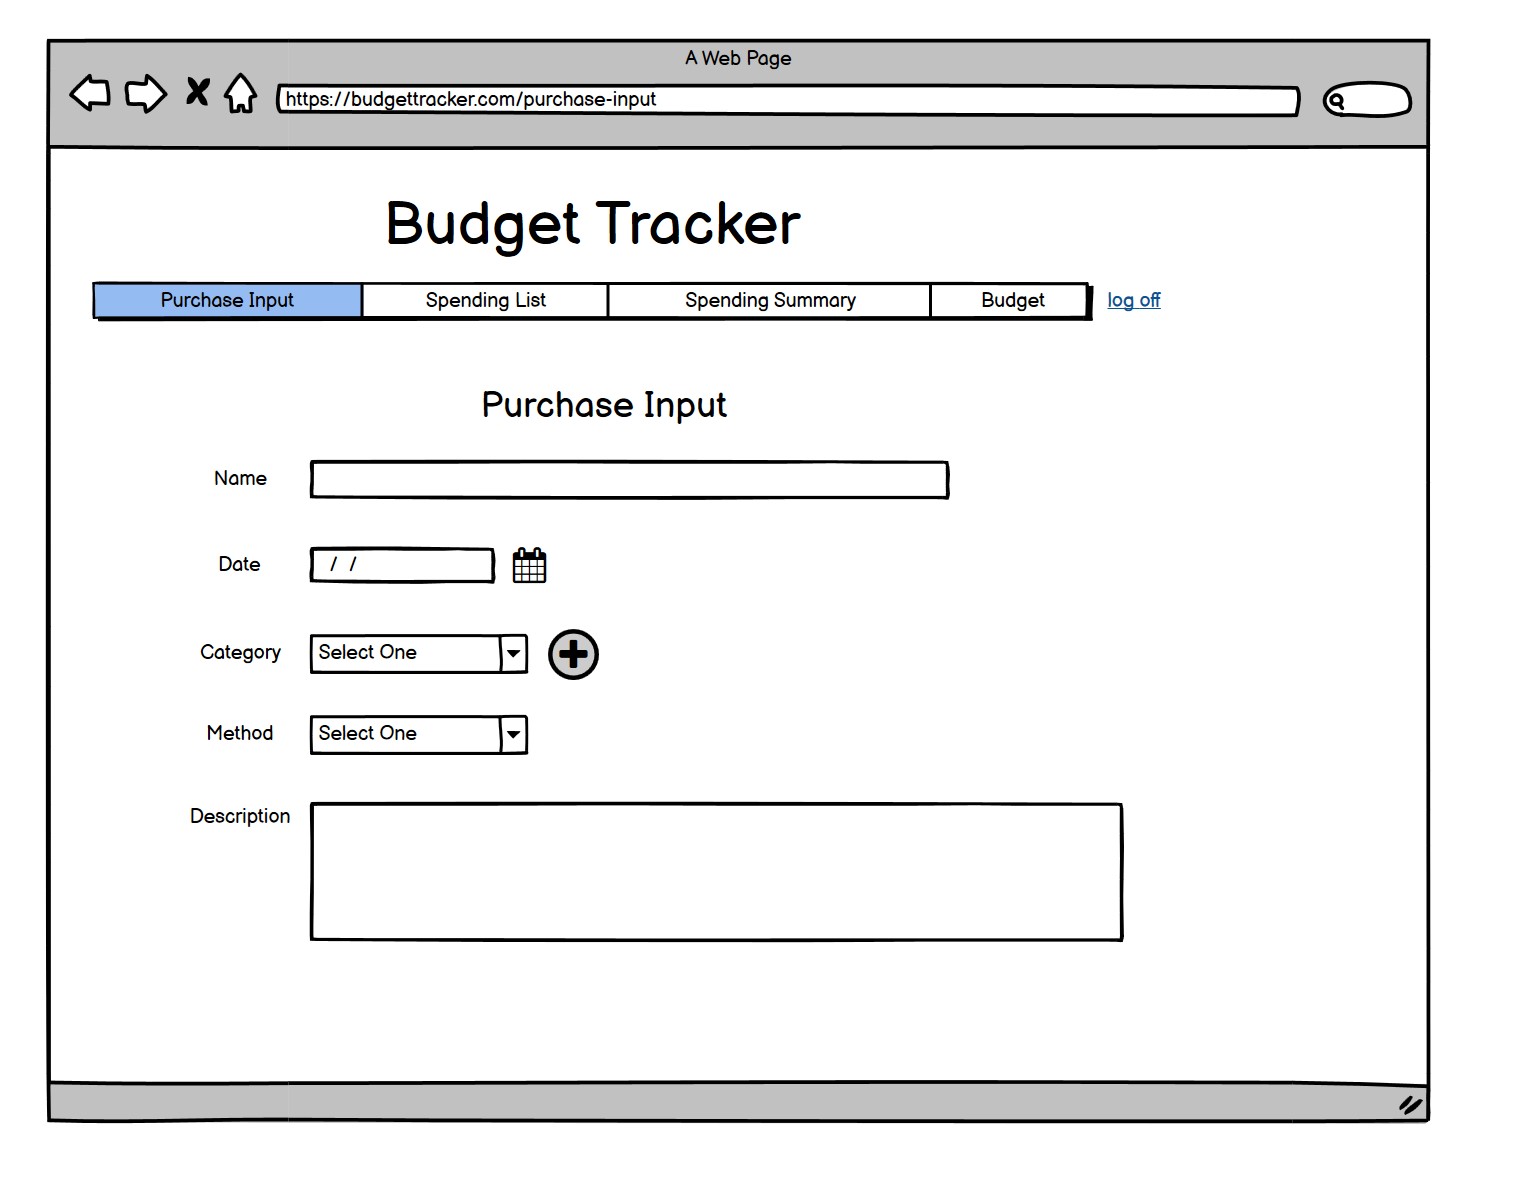 A Web Page
https://budgettracker.com/purchase-input
Budget Tracker
Purchase Input Spending List Spending Summary Budget log off
Purchase Input
Name
Date / /
Category Select One
Method Select One
Description